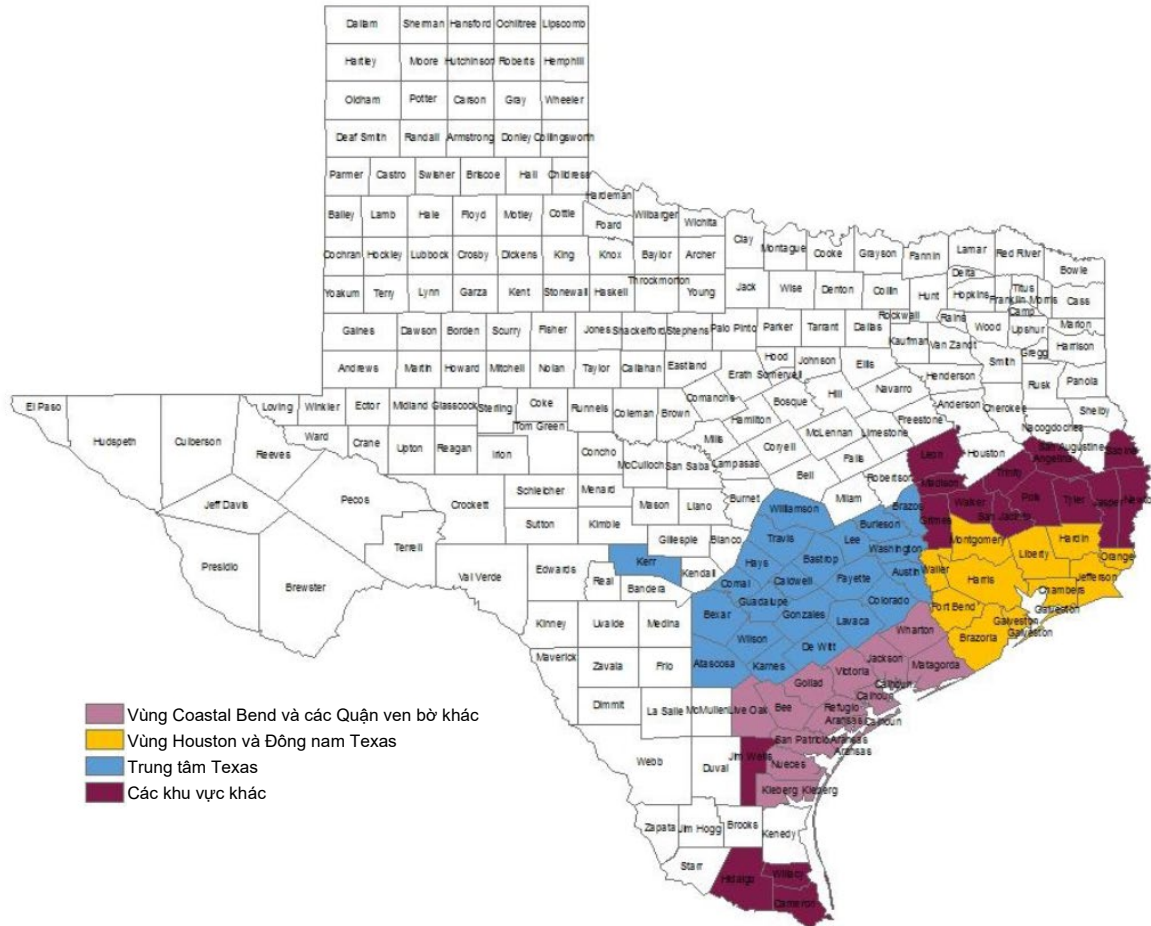 Dallam Sherman Hansford Ochiltree Lipscomb
Hartley Moore Hutchinson Roberts Hemphill
Oldham Potter Carson Gray Wheeler
Deaf Smith Randall Armstrong Donley Collingsworth
Parmer Castro Swisher Briscoe Hall Childress
Hardeman
Bailey Lamb Hale Floyd Motley Cottle Foard Wilbarger Wichita
Clay Montague Cooke Grayson Fannin Lamar Red River Bowie
Cochran Hockley Lubbock Crosby Dickens King Knox Baylor Archer
Delta Titus
Throckmorton
Yoakum Terry Lynn Garza Kent Stonewall Haskell Young Jack Wise Denton Collin Hunt Hopkins Franklin Morris Cass
Rockwall Rains Camp
Gaines Dawson Borden Scurry Fisher Jones Shackelford Stephens Palo Pinto Parker Tarrant Dallas Kaufman Van Zandt Wood Upshur Marion
Gregg Harrison
Andrews Martin Howard Mitchell Nolan Taylor Callahan Eastland Erath Hood Somervell Johnson Ellis Henderson Smith Rusk Panola
El Paso Hudspeth Culberson Loving Winkler Ector Midland Glasscock Sterling Coke Runnels Coleman Brown Comanche Bosque Hill Navarro Anderson Cherokee Shelby
Tom Green Hamilton Freestone Nacogdoches
Reeves Ward Crane Upton Reagan Irion Concho McCulloch San Saba Mills Lampasas Coryell McLennan Limestone Falls Leon Houston San Augustine Angelina Sabine
Jeff Davis Pecos Crockett Schleicher Menard Mason Llano Burnet Bell Milam Robertson Madison Trinity
Williamson Brazos Grimes Walker Polk Tyler Jasper Newton
Sutton Kimble Gillespie Blanco Travis Lee Burleson San Jacinto
Presidio Brewster Terrell Val Verde Edwards Kerr Kendall Hays Bastrop Washington Montgomery Liberty Hardin Orange
Real Bandera Comal Caldwell Fayette Austin Waller Harris Jefferson
Chambers
Kinney Uvalde Medina Bexar Guadalupe Gonzales Colorado Fort Bend Galveston
Lavaca Galveston
Galveston
Maverick Zavala Frio Atascosa Wilson Karnes De Witt Wharton Brazoria
Dimmit La Salle McMullen Live Oak Bee Goliad Victoria Jackson Matagorda
Calhoun
Calhoun
Calhoun
Refugio
Aransas
Webb Duval Jim Wells San Patricio Aransas
Aransas
Nueces
Kleberg Kleberg
Zapata Jim Hogg Brooks Kenedy
Starr Hidalgo Willacy
Cameron
Vùng Coastal Bend và các Quận ven bờ khác
Vùng Houston và Đông nam Texas
Trung tâm Texas
Các khu vực khác